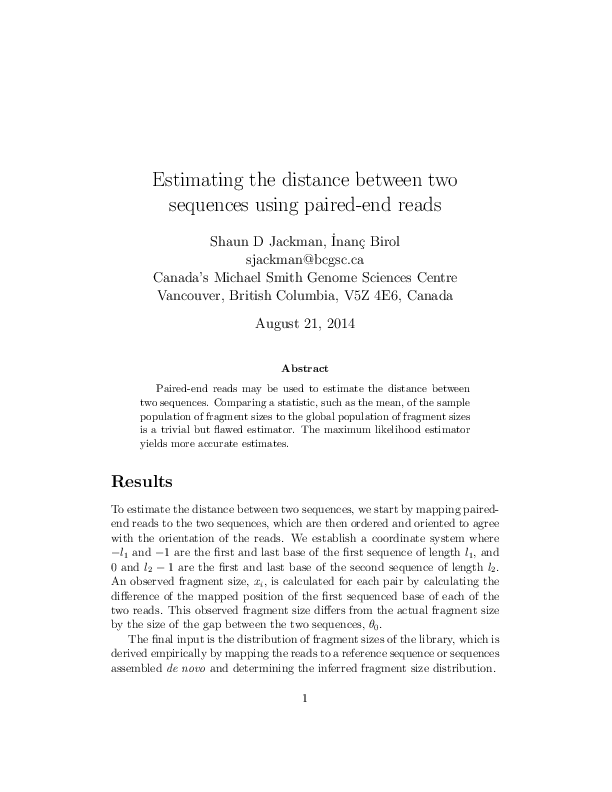 Estimating the distance between two
sequences using paired-end reads
Shaun D Jackman, İnanç Birol
sjackman@bcgsc.ca
Canada's Michael Smith Genome Sciences Centre
Vancouver, British Columbia, V5Z 4E6, Canada
August 21, 2014
Abstract
Paired-end reads may be used to estimate the distance between
two sequences. Comparing a statistic, such as the mean, of the sample
population of fragment sizes to the global population of fragment sizes
is a trivial but flawed estimator. The maximum likelihood estimator
yields more accurate estimates.
Results
To estimate the distance between two sequences, we start by mapping paired-
end reads to the two sequences, which are then ordered and oriented to agree
with the orientation of the reads. We establish a coordinate system where
−l₁ and −1 are the first and last base of the first sequence of length l₁, and
0 and l₂ − 1 are the first and last base of the second sequence of length l₂.
An observed fragment size, xᵢ, is calculated for each pair by calculating the
difference of the mapped position of the first sequenced base of each of the
two reads. This observed fragment size differs from the actual fragment size
by the size of the gap between the two sequences, θ₀.
The final input is the distribution of fragment sizes of the library, which is
derived empirically by mapping the reads to a reference sequence or sequences
assembled de novo and determining the inferred fragment size distribution.
1